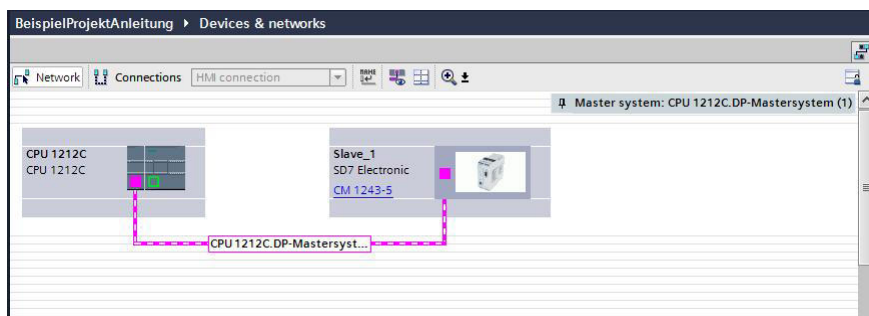 BeispielProjektAnleitung ▸ Devices & networks
Network Connections HMI connection
Master system: CPU 1212C.DP-Mastersystem (1)
CPU 1212C
CPU 1212C
Slave_1
SD7 Electronic
CM 1243-5
CPU 1212C.DP-Mastersyst...